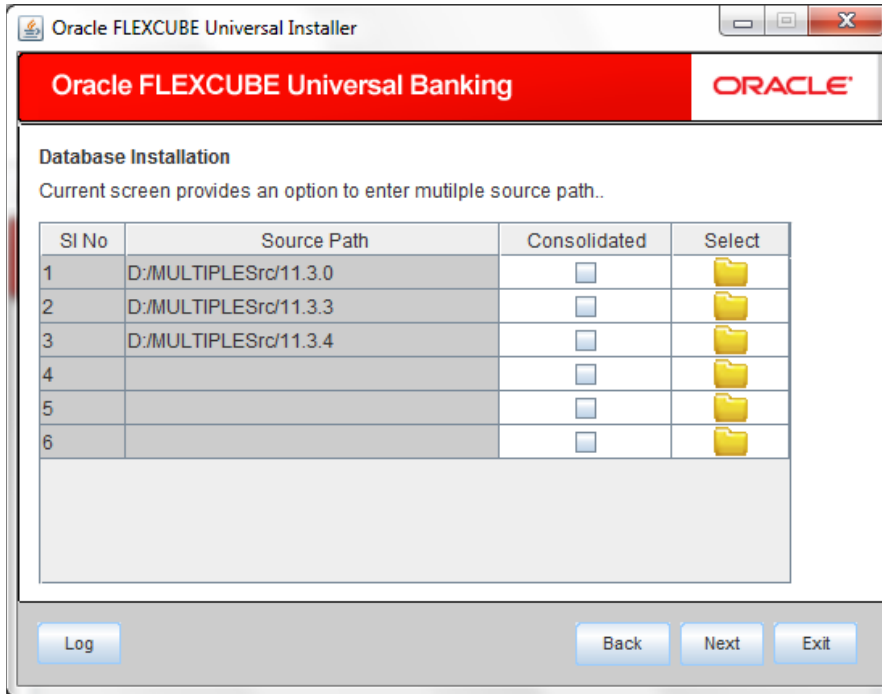 Oracle FLEXCUBE Universal Installer
Oracle FLEXCUBE Universal Banking
ORACLE
Database Installation
Current screen provides an option to enter mutilple source path..
Sl No Source Path Consolidated Select
1 D:/MULTIPLESrc/11.3.0
2 D:/MULTIPLESrc/11.3.3
3 D:/MULTIPLESrc/11.3.4
4
5
6
Log Back Next Exit